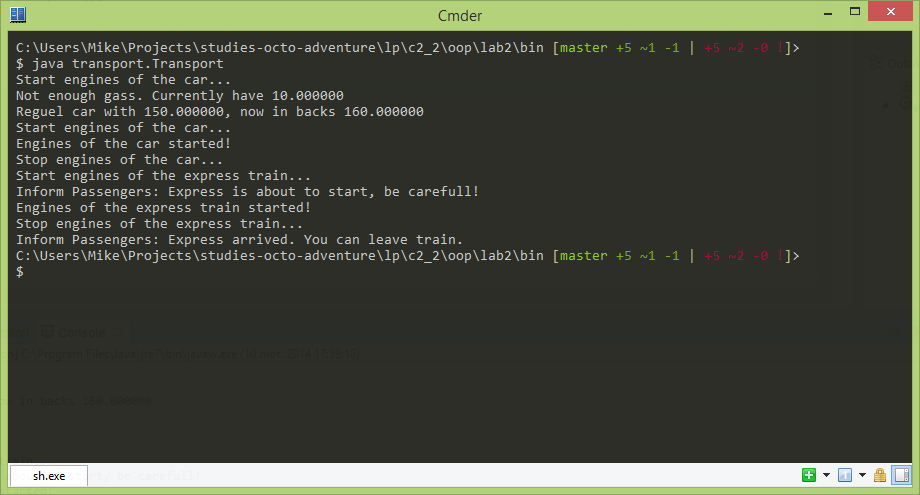 Cmder
C:\Users\Mike\Projects\studies-octo-adventure\lp\c2_2\oop\lab2\bin [master +5 ~1 -1 | +5 ~2 -0 !]>
$ java transport.Transport
Start engines of the car...
Not enough gass. Currently have 10.000000
Reguel car with 150.000000, now in backs 160.000000
Start engines of the car...
Engines of the car started!
Stop engines of the car...
Start engines of the express train...
Inform Passengers: Express is about to start, be carefull!
Engines of the express train started!
Stop engines of the express train...
Inform Passengers: Express arrived. You can leave train.
C:\Users\Mike\Projects\studies-octo-adventure\lp\c2_2\oop\lab2\bin [master +5 ~1 -1 | +5 ~2 -0 !]>
$
Console
in backs 160.000000
sh.exe